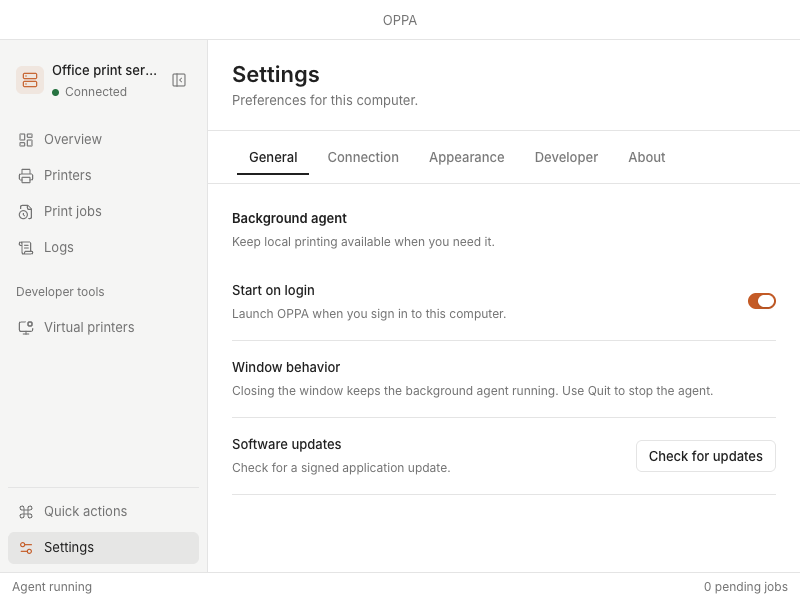 OPPA
Office print ser...
Connected
Overview
Printers
Print jobs
Logs
Developer tools
Virtual printers
Quick actions
Settings
Settings
Preferences for this computer.
General Connection Appearance Developer About
Background agent
Keep local printing available when you need it.
Start on login
Launch OPPA when you sign in to this computer.
Window behavior
Closing the window keeps the background agent running. Use Quit to stop the agent.
Software updates
Check for a signed application update.
Check for updates
Agent running
0 pending jobs